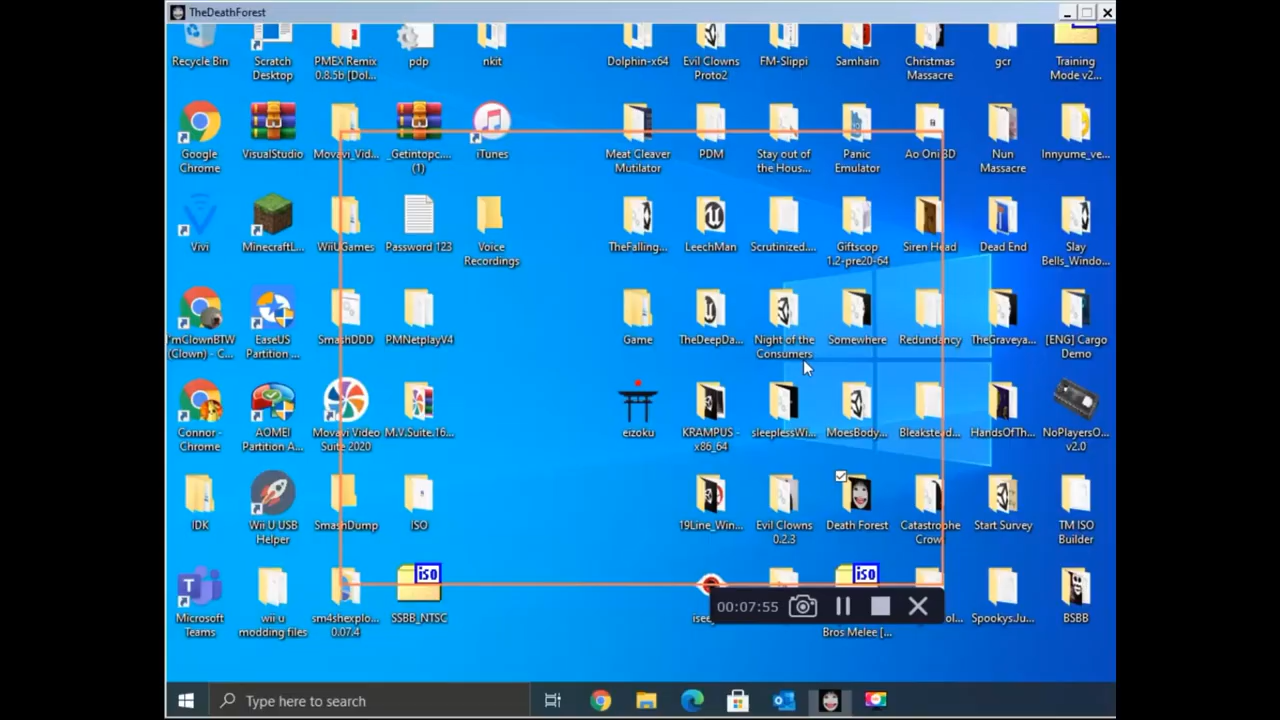 TheDeathForest
Recycle Bin
Scratch
Desktop
PMEX Remix
0.8.5b [Dol...
pdp
nkit
Dolphin-x64
Evil Clowns
Proto2
FM-Slippi
Samhain
Christmas
Massacre
gcr
Training
Mode v2...
Google
Chrome
VisualStudio
Movavi_Vid...
_Getintopc....
(1)
iTunes
Meat Cleaver
Mutilator
PDM
Stay out of
the Hous...
Panic
Emulator
Ao Oni 3D
Nun
Massacre
Innyume_ve...
Vivi
MinecraftL...
WiiUGames
Password 123
Voice
Recordings
TheFalling...
LeechMan
Scrutinized....
Giftscop
1.2-pre20-64
Siren Head
Dead End
Slay
Bells_Windo...
I'mClownBTW
(Clown) - C...
EaseUS
Partition ...
SmashDDD
PMNetplayV4
Game
TheDeepDa...
Night of the
Consumers
Somewhere
Redundancy
TheGraveya...
[ENG] Cargo
Demo
Connor -
Chrome
AOMEI
Partition A...
Movavi Video
Suite 2020
M.V.Suite.16...
eizoku
KRAMPUS -
x86_64
sleeplessWi...
MoesBody...
Bleakstead...
HandsOfTh...
NoPlayersO...
v2.0
IDK
Wii U USB
Helper
SmashDump
ISO
19Line_Win...
Evil Clowns
0.2.3
Death Forest
Catastrophe
Crow
Start Survey
TM ISO
Builder
Microsoft
Teams
wii u
modding files
sm4shexplo...
0.07.4
iso
SSBB_NTSC
iso
Bros Melee [...
SpookysJu...
BSBB
00:07:55
Type here to search